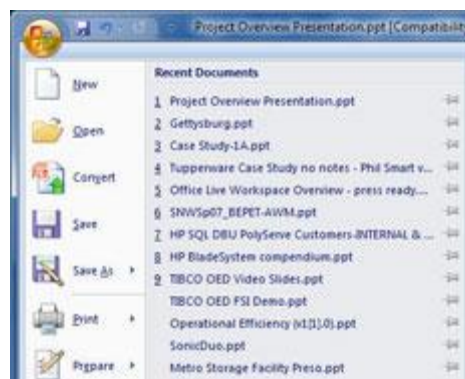 Project Overview Presentation.ppt [Compatibility
New
Open
Convert
Save
Save As
Print
Prepare
Recent Documents
1 Project Overview Presentation.ppt
2 Gettysburg.ppt
3 Case Study-1A.ppt
4 Tupperware Case Study no notes - Phil Smart v...
5 Office Live Workspace Overview - press ready....
6 SNWSp07_BEPET-AWM.ppt
7 HP SQL DBU PolyServe Customers-INTERNAL & ...
8 HP BladeSystem compendium.ppt
9 TIBCO OED Video Slides.ppt
TIBCO OED FSI Demo.ppt
Operational Efficiency (v1[1].0).ppt
SonicDuo.ppt
Metro Storage Facility Preso.ppt